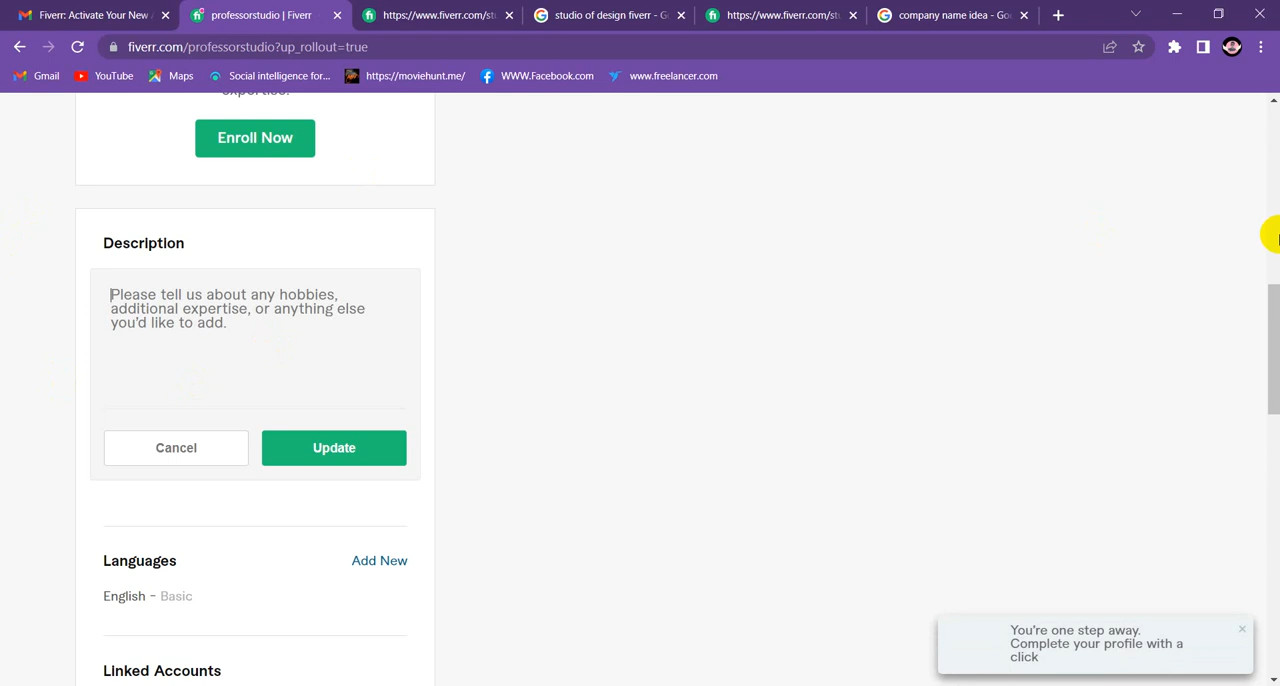 Fiverr: Activate Your New A
professorstudio | Fiverr
https://www.fiverr.com/stu
studio of design fiverr - Go
https://www.fiverr.com/stu
company name idea - Goo
fiverr.com/professorstudio?up_rollout=true
Gmail
YouTube
Maps
Social intelligence for...
https://moviehunt.me/
WWW.Facebook.com
www.freelancer.com
expertise.
Enroll Now
Description
Please tell us about any hobbies,
additional expertise, or anything else
you'd like to add.
Cancel
Update
Languages
Add New
English - Basic
Linked Accounts
You're one step away.
Complete your profile with a
click